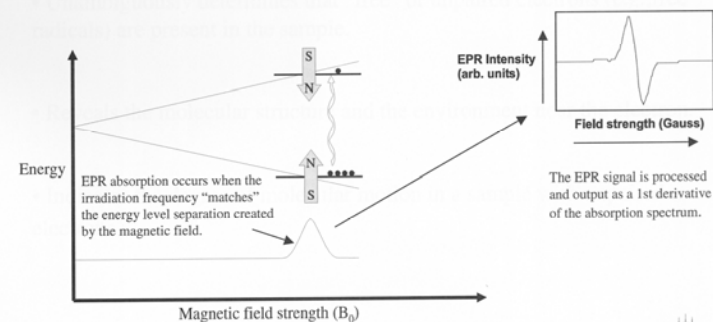 EPR Intensity
(arb. units)
Field strength (Gauss)
S
N
N
S
Energy
EPR absorption occurs when the
irradiation frequency “matches”
the energy level separation created
by the magnetic field.
The EPR signal is processed
and output as a 1st derivative
of the absorption spectrum.
Magnetic field strength (B₀)